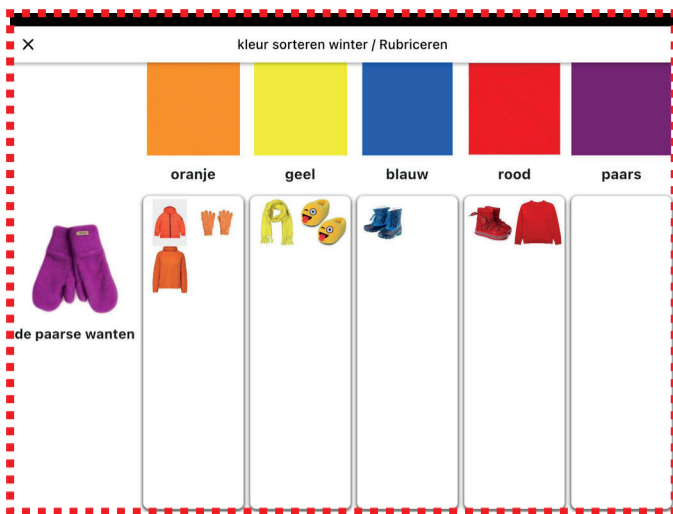 kleur sorteren winter / Rubriceren
oranje geel blauw rood paars
de paarse wanten